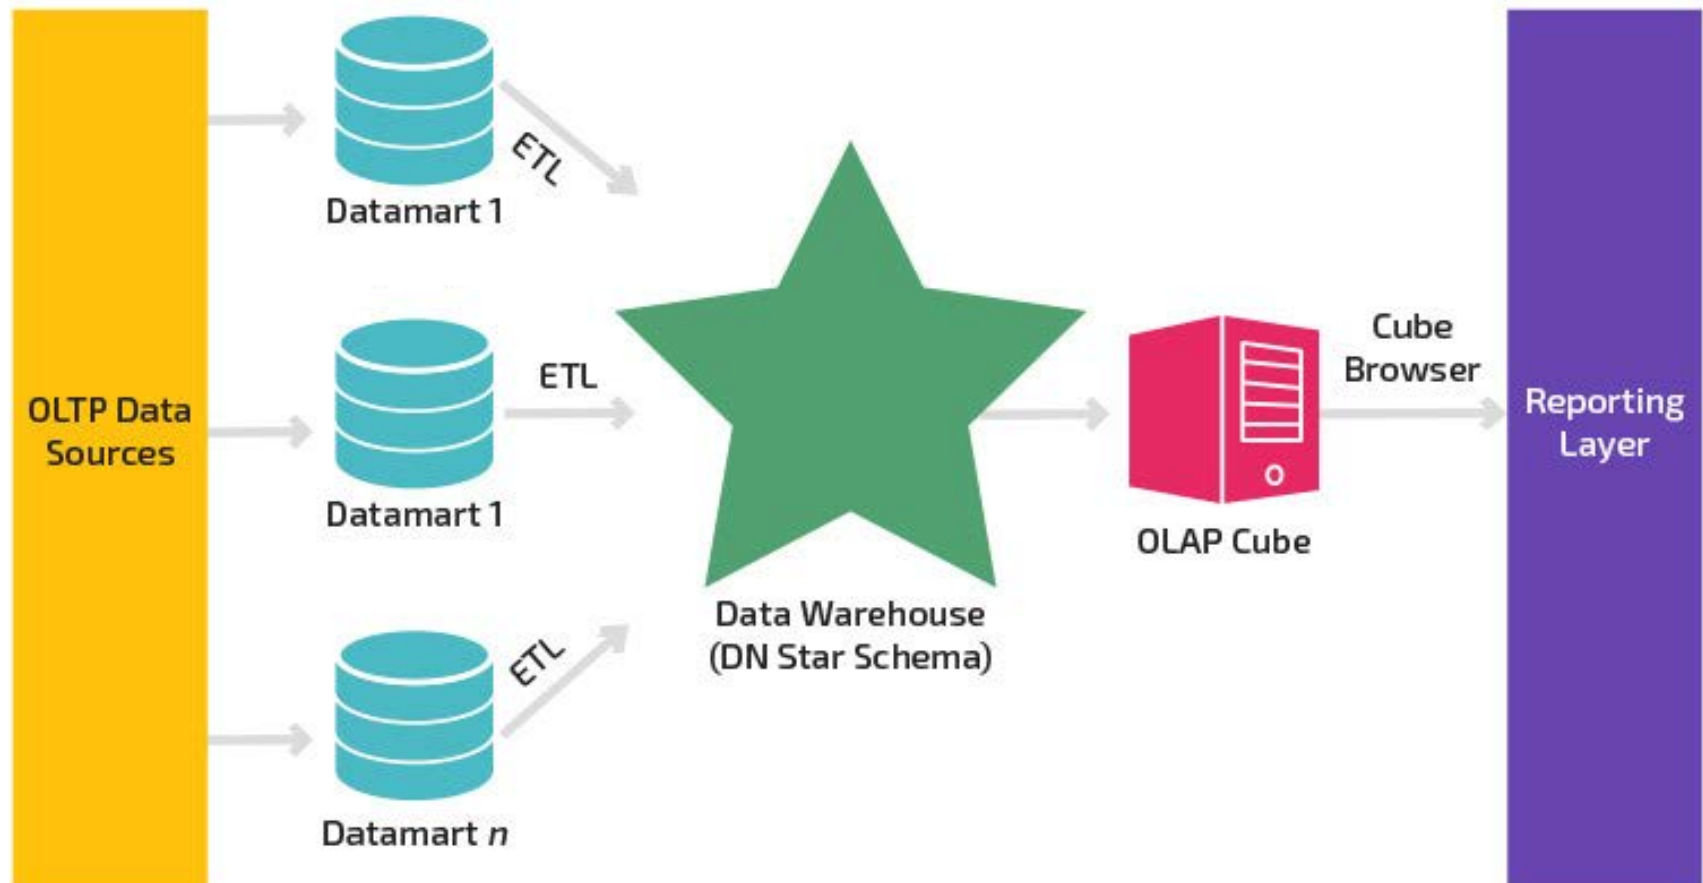 OLTP Data
Sources
Datamart 1
ETL
Datamart 1
ETL
Datamart n
ETL
Data Warehouse
(DN Star Schema)
OLAP Cube
Cube
Browser
Reporting
Layer